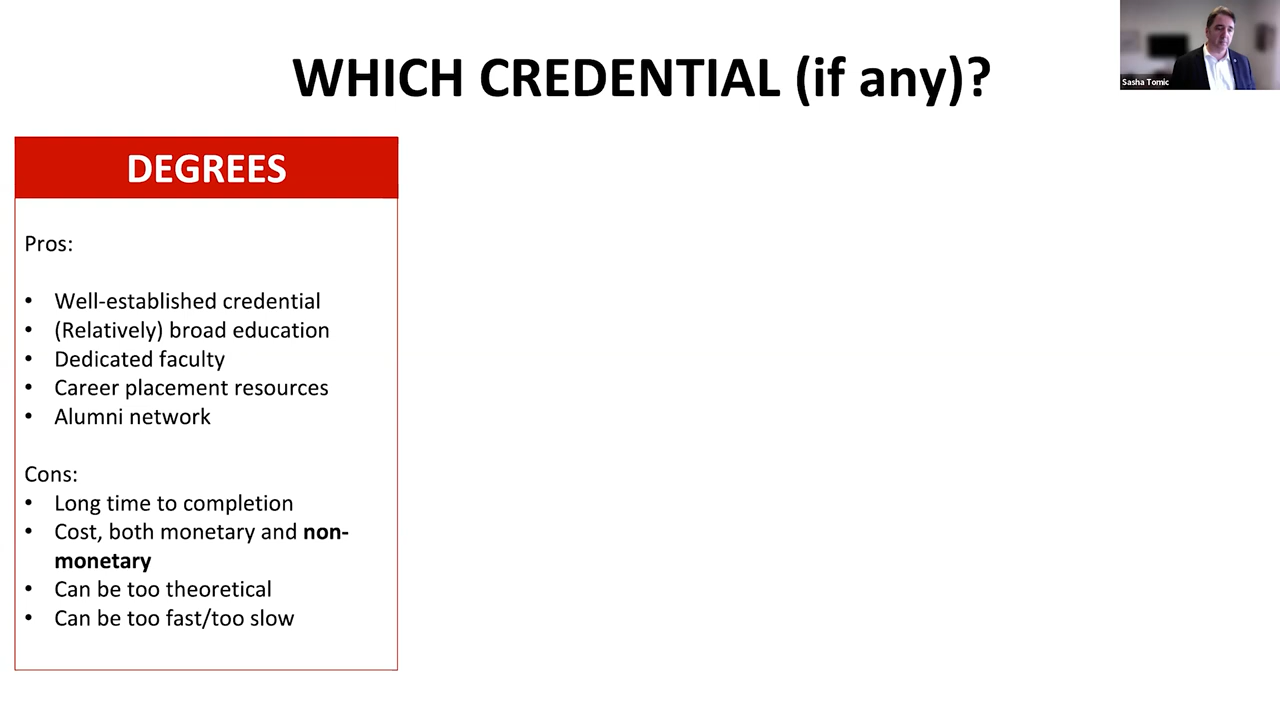 WHICH CREDENTIAL (if any)?
Sasha Tomic
DEGREES
Pros:
• Well-established credential
• (Relatively) broad education
• Dedicated faculty
• Career placement resources
• Alumni network
Cons:
• Long time to completion
• Cost, both monetary and non-
monetary
• Can be too theoretical
• Can be too fast/too slow